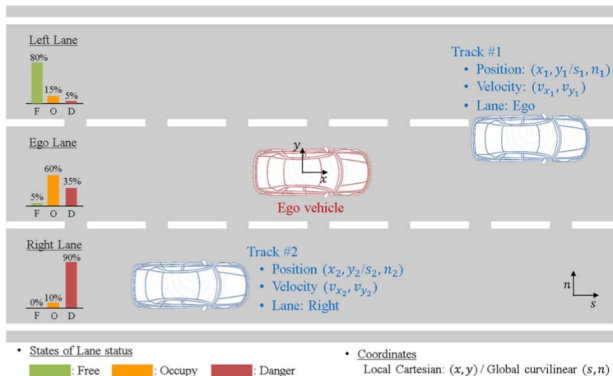 Left Lane
80%
15%
5%
F O D
Track #1
• Position: (x₁, y₁/s₁, n₁)
• Velocity: (vₓ₁, vᵧ₁)
• Lane: Ego
Ego Lane
60%
35%
5%
F O D
y
x
Ego vehicle
Right Lane
90%
0% 10%
F O D
Track #2
• Position (x₂, y₂/s₂, n₂)
• Velocity (vₓ₂, vᵧ₂)
• Lane: Right
n
s
• States of Lane status
: Free : Occupy : Danger
• Coordinates
Local Cartesian: (x, y) / Global curvilinear (s, n)